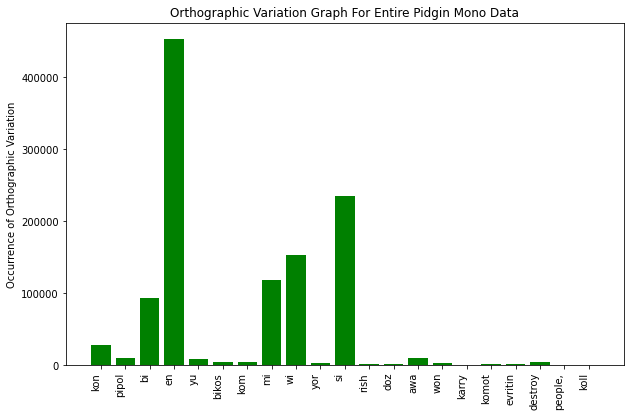 Orthographic Variation Graph For Entire Pidgin Mono Data
Occurrence of Orthographic Variation
400000
300000
200000
100000
0
kon
pipol
bi
en
yu
bikos
kom
mi
wi
yor
si
rish
doz
awa
won
karry
komot
evritin
destroy
people,
koll